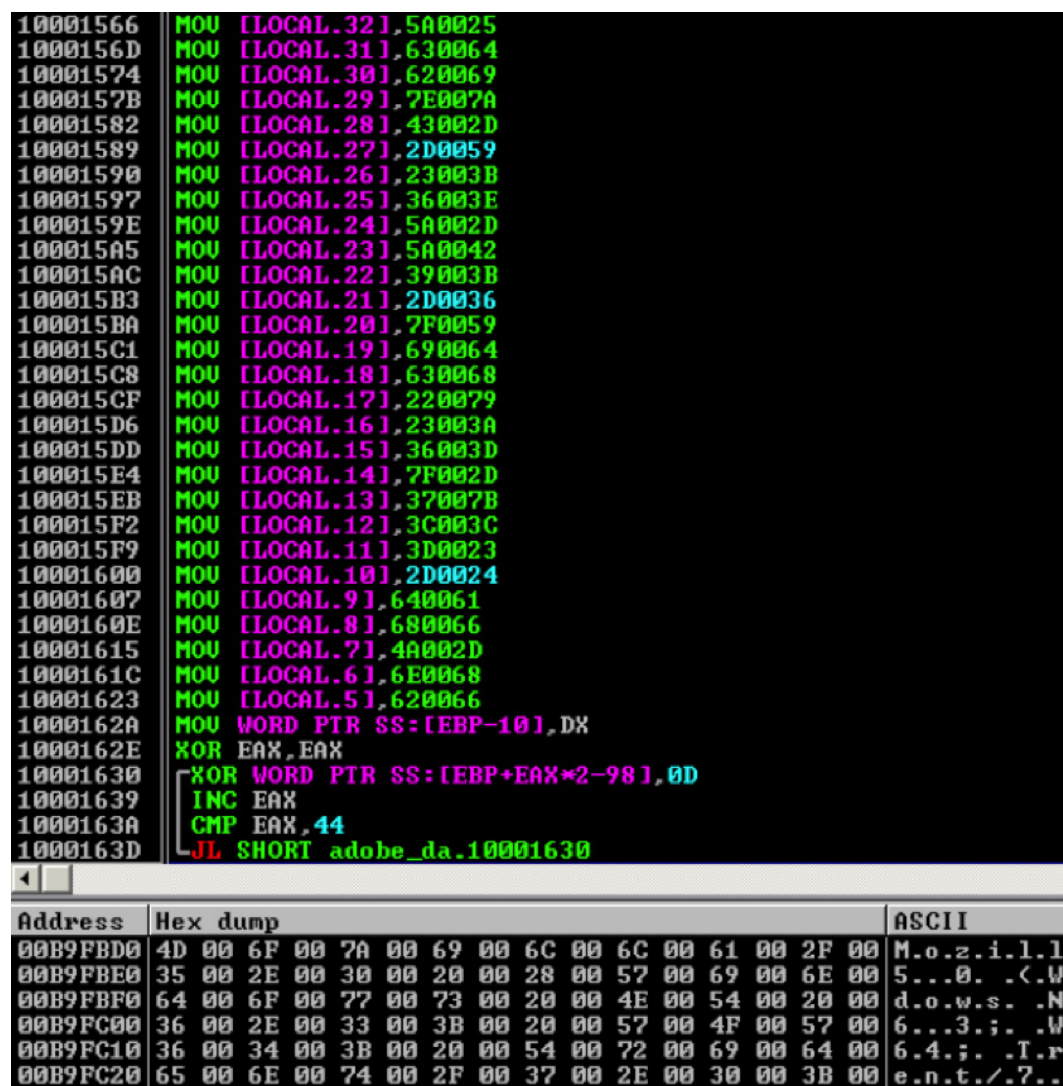 10001566 MOV [LOCAL.32],5A0025
1000156D MOV [LOCAL.31],630064
10001574 MOV [LOCAL.30],620069
1000157B MOV [LOCAL.29],7E007A
10001582 MOV [LOCAL.28],43002D
10001589 MOV [LOCAL.27],2D0059
10001590 MOV [LOCAL.26],23003B
10001597 MOV [LOCAL.25],36003E
1000159E MOV [LOCAL.24],5A002D
100015A5 MOV [LOCAL.23],5A0042
100015AC MOV [LOCAL.22],39003B
100015B3 MOV [LOCAL.21],2D0036
100015BA MOV [LOCAL.20],7F0059
100015C1 MOV [LOCAL.19],690064
100015C8 MOV [LOCAL.18],630068
100015CF MOV [LOCAL.17],220079
100015D6 MOV [LOCAL.16],23003A
100015DD MOV [LOCAL.15],36003D
100015E4 MOV [LOCAL.14],7F002D
100015EB MOV [LOCAL.13],37007B
100015F2 MOV [LOCAL.12],3C003C
100015F9 MOV [LOCAL.11],3D0023
10001600 MOV [LOCAL.10],2D0024
10001607 MOV [LOCAL.9],640061
1000160E MOV [LOCAL.8],680066
10001615 MOV [LOCAL.7],4A002D
1000161C MOV [LOCAL.6],6E0068
10001623 MOV [LOCAL.5],620066
1000162A MOV WORD PTR SS:[EBP-10],DX
1000162E XOR EAX,EAX
10001630 XOR WORD PTR SS:[EBP+EAX*2-98],0D
10001639 INC EAX
1000163A CMP EAX,44
1000163D JL SHORT adobe_da.10001630
Address Hex dump ASCII
00B9FBD0 4D 00 6F 00 7A 00 69 00 6C 00 6C 00 61 00 2F 00 M.o.z.i.l.l
00B9FBE0 35 00 2E 00 30 00 20 00 28 00 57 00 69 00 6E 00 5...0. .(.W
00B9FBF0 64 00 6F 00 77 00 73 00 20 00 4E 00 54 00 20 00 d.o.w.s. .N
00B9FC00 36 00 2E 00 33 00 3B 00 20 00 57 00 4F 00 57 00 6...3.;. .W
00B9FC10 36 00 34 00 3B 00 20 00 54 00 72 00 69 00 64 00 6.4.;. .T.r
00B9FC20 65 00 6E 00 74 00 2F 00 37 00 2E 00 30 00 3B 00 e.n.t./.7..